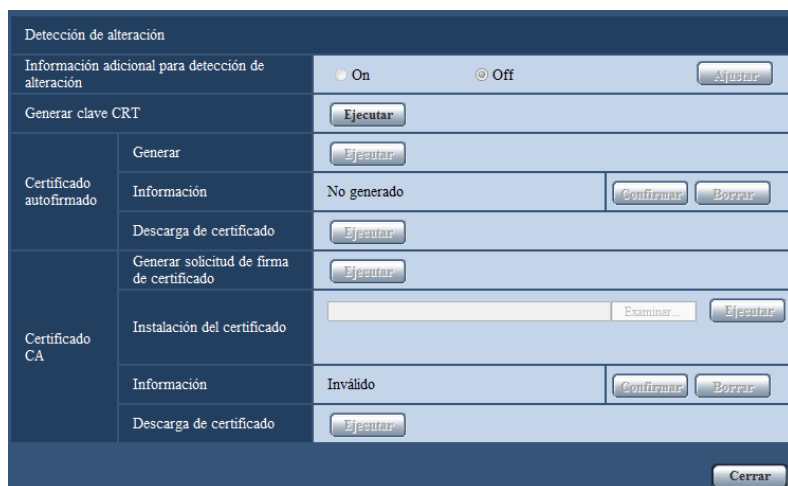 Detección de alteración
Información adicional para detección de
alteración
On
Off
Ajustar
Generar clave CRT
Ejecutar
Certificado
autofirmado
Generar
Ejecutar
Información
No generado
Confirmar
Borrar
Descarga de certificado
Ejecutar
Certificado
CA
Generar solicitud de firma
de certificado
Ejecutar
Instalación del certificado
Examinar...
Ejecutar
Información
Inválido
Confirmar
Borrar
Descarga de certificado
Ejecutar
Cerrar